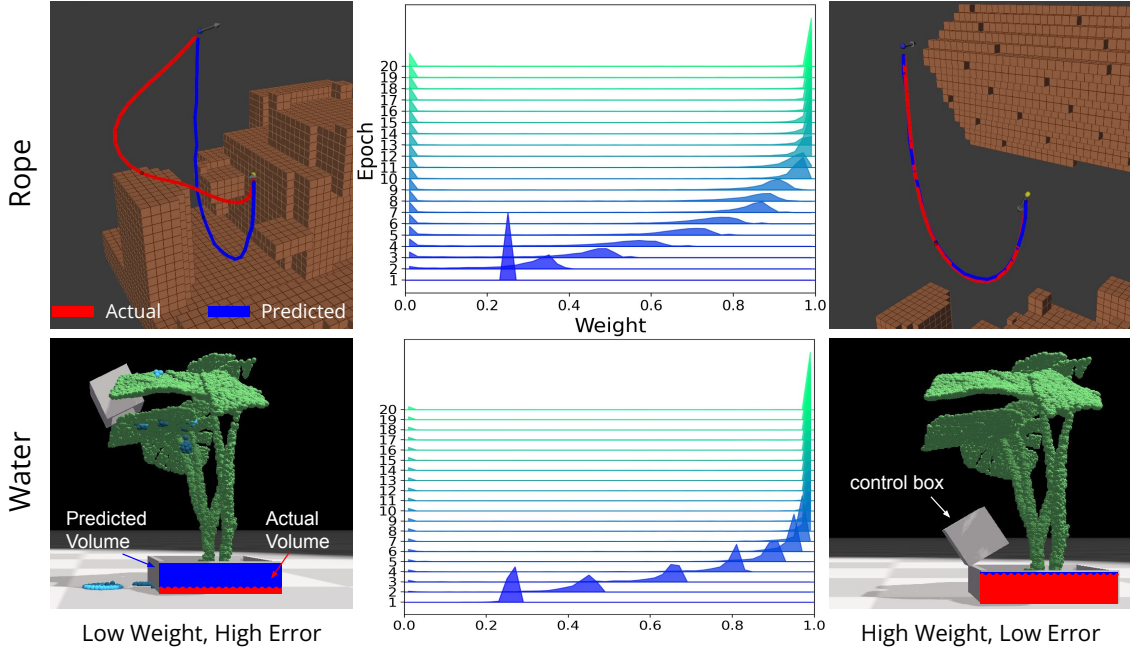 Rope
Actual
Predicted
Epoch
20
19
18
17
16
15
14
13
12
11
10
9
8
7
6
5
4
3
2
1
0.0 0.2 0.4 0.6 0.8 1.0
Weight
Water
Predicted
Volume
Actual
Volume
20
19
18
17
16
15
14
13
12
11
10
9
8
7
6
5
4
3
2
1
0.0 0.2 0.4 0.6 0.8 1.0
control box
Low Weight, High Error
High Weight, Low Error